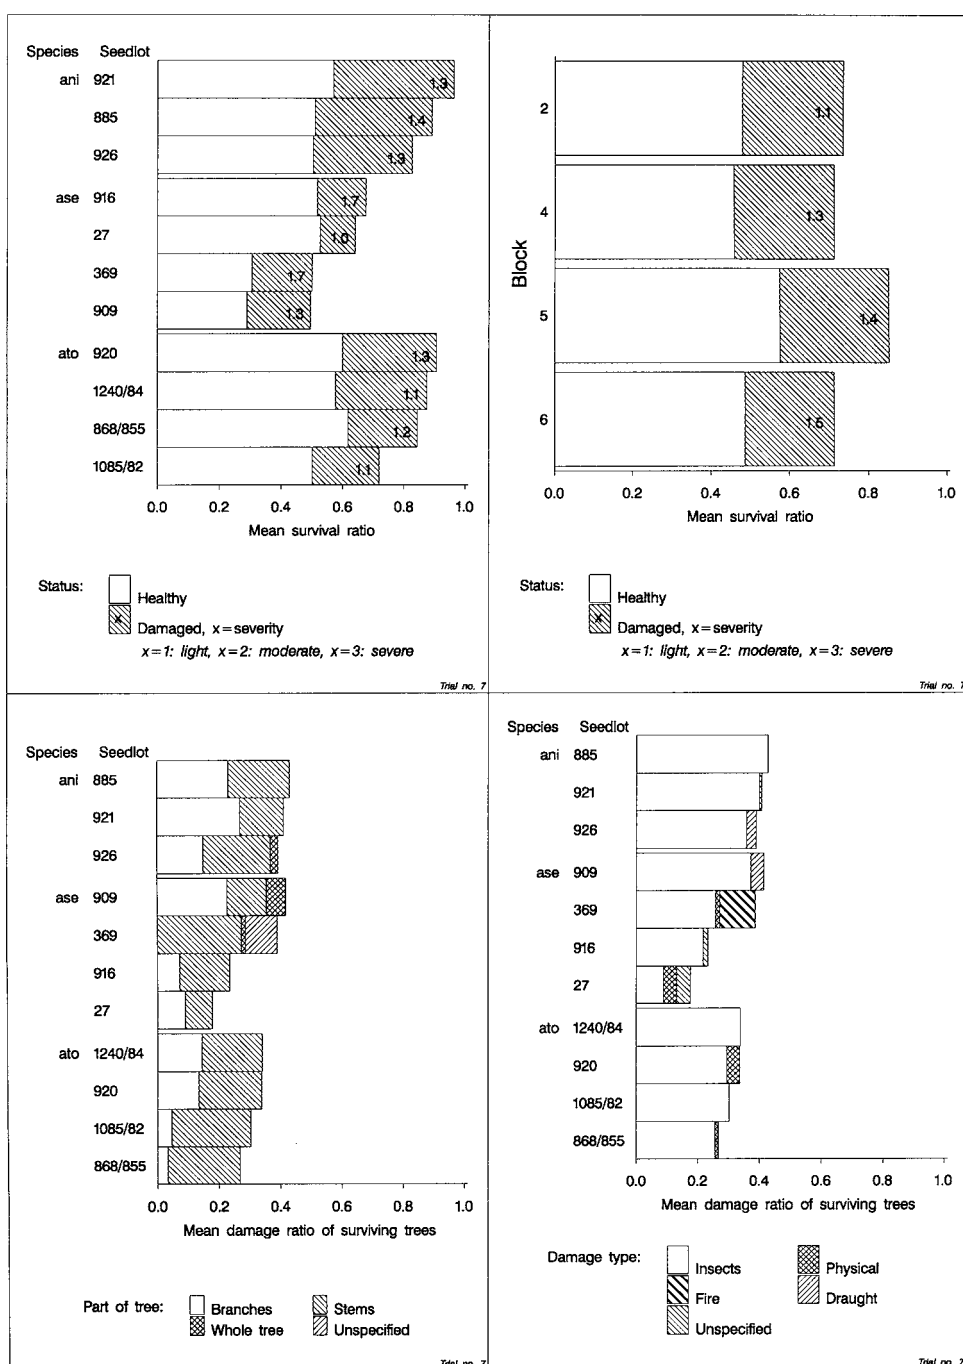 Species Seedlot
ani 921 1.3
885 1.4
926 1.3
ase 916 1.7
27 1.0
369 1.7
909 1.3
ato 920 1.3
1240/84 1.1
868/855 1.2
1085/82 1.1
0.0 0.2 0.4 0.6 0.8 1.0
Mean survival ratio
Status:
Healthy
x Damaged, x=severity
x=1: light, x=2: moderate, x=3: severe
Trial no. 7
Block
2 1.1
4 1.3
5 1.4
6 1.5
0.0 0.2 0.4 0.6 0.8 1.0
Mean survival ratio
Status:
Healthy
x Damaged, x=severity
x=1: light, x=2: moderate, x=3: severe
Trial no. 7
Species Seedlot
ani 885
921
926
ase 909
369
916
27
ato 1240/84
920
1085/82
868/855
0.0 0.2 0.4 0.6 0.8 1.0
Mean damage ratio of surviving trees
Part of tree: Branches Stems
Whole tree Unspecified
Trial no. 7
Species Seedlot
ani 885
921
926
ase 909
369
916
27
ato 1240/84
920
1085/82
868/855
0.0 0.2 0.4 0.6 0.8 1.0
Mean damage ratio of surviving trees
Damage type: Insects Physical
Fire Draught
Unspecified
Trial no. 7